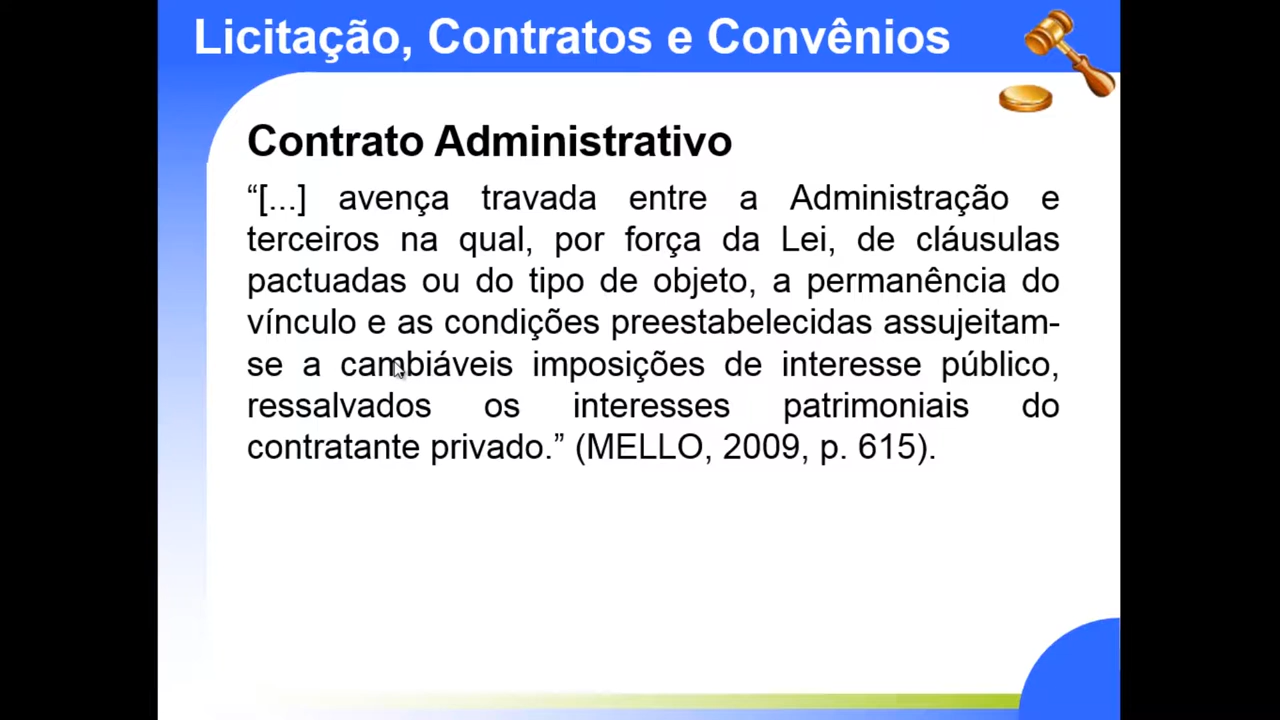 Licitação, Contratos e Convênios
Contrato Administrativo
“[...] avença travada entre a Administração e
terceiros na qual, por força da Lei, de cláusulas
pactuadas ou do tipo de objeto, a permanência do
vínculo e as condições preestabelecidas assujeitam-
se a cambiáveis imposições de interesse público,
ressalvados os interesses patrimoniais do
contratante privado.” (MELLO, 2009, p. 615).